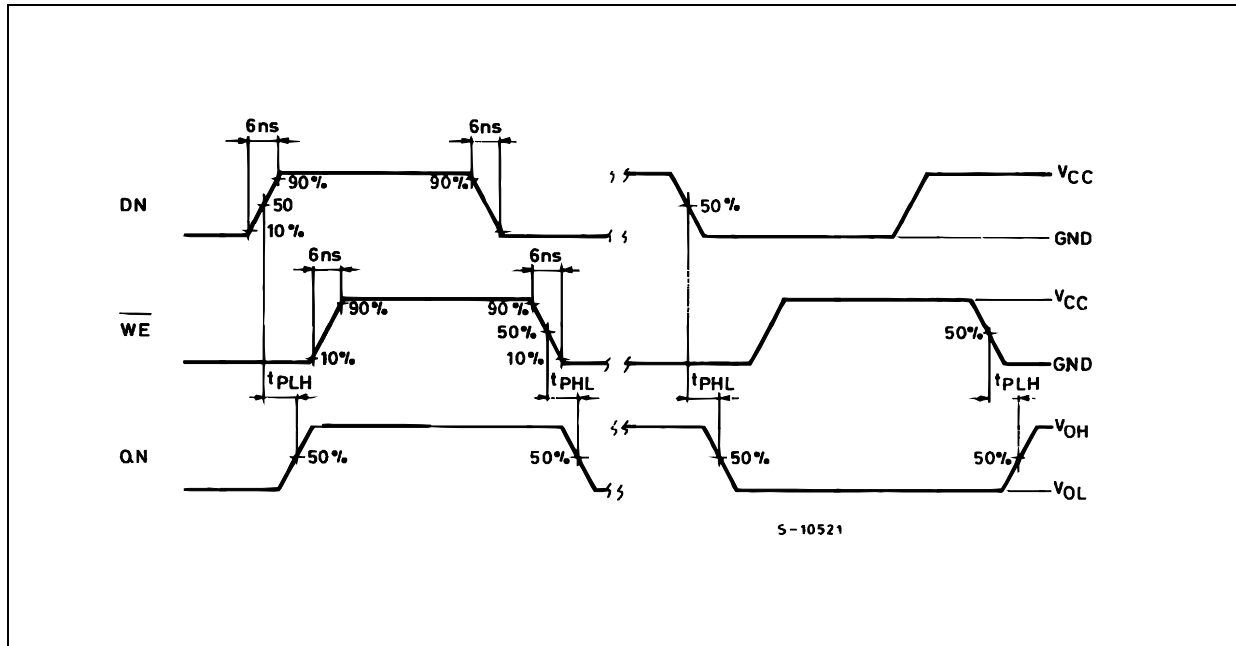 6ns 6ns
90% 90% VCC
DN 50 50%
10% GND
6ns 6ns
90% 90% VCC
WE 50% 50%
10% 10% GND
tPLH tPHL tPHL tPLH
VOH
QN 50% 50% 50% 50%
VOL
S-10521